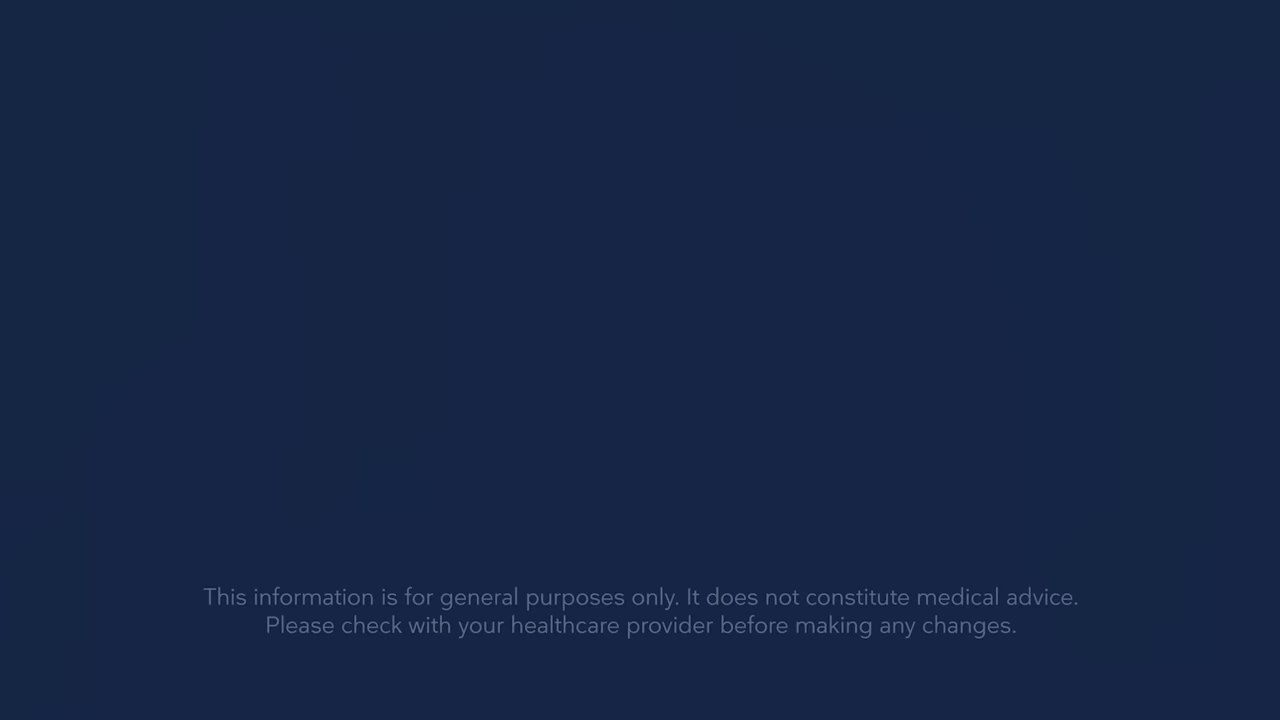 This information is for general purposes only. It does not constitute medical advice.
Please check with your healthcare provider before making any changes.